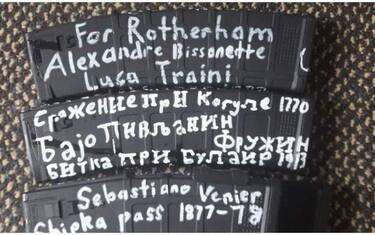 For Rotherham
Alexandre Bissonette
Luca Traini
Сражение При Кагуле 1770
Бајо Пивљанин
Фружин
Битка При Булаир 1913
Sebastiano Venier
Shipka pass 1877-78